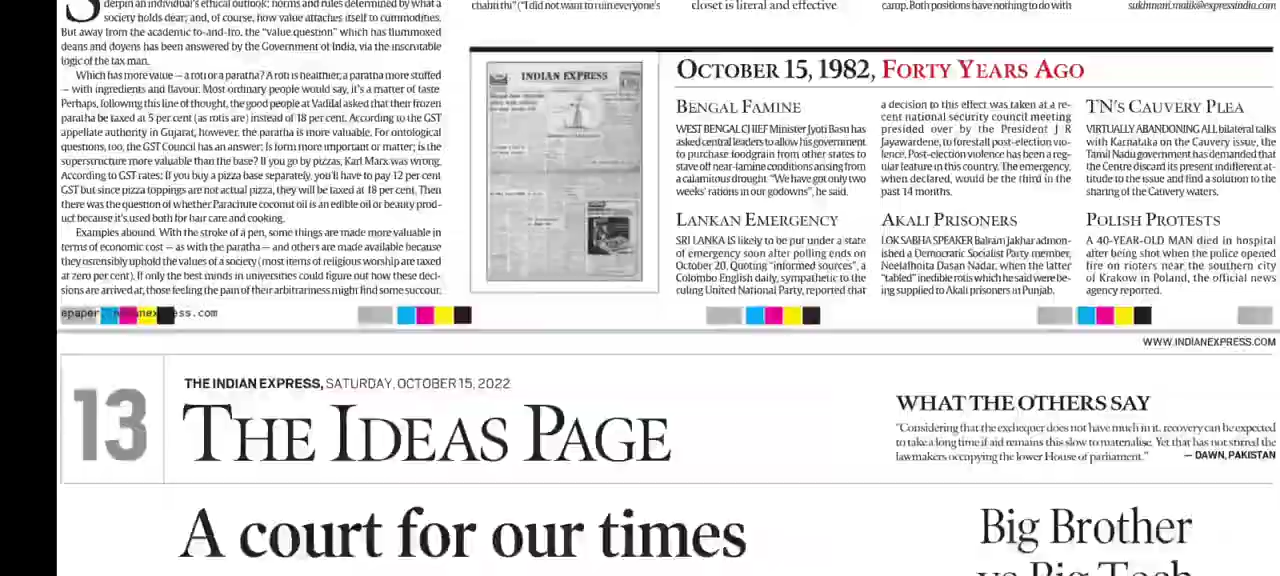 derpin an individual's ethical outlook; norms and rules determined by what a
society holds dear; and, of course, how value attaches itself to commodities.
But away from the academic to-and-fro, the "value question" which has flummoxed
deans and doyens has been answered by the Government of India, via the inscrutable
logic of the tax man.
Which has more value — a roti or a paratha? A roti is healthier, a paratha more stuffed
— with ingredients and flavour. Most ordinary people would say, it's a matter of taste.
Perhaps, following this line of thought, the good people at Vadilal asked that their frozen
paratha be taxed at 5 per cent (as rotis are) instead of 18 per cent. According to the GST
appellate authority in Gujarat, however, the paratha is more valuable. For ontological
questions, too, the GST Council has an answer: Is form more important or matter; is the
superstructure more valuable than the base? If you go by pizzas, Karl Marx was wrong.
According to GST rates: If you buy a pizza base separately, you'll have to pay 12 per cent
GST but since pizza toppings are not actual pizza, they will be taxed at 18 per cent. Then
there was the question of whether Parachute coconut oil is an edible oil or beauty prod-
uct because it's used both for hair care and cooking.
Examples abound. With the stroke of a pen, some things are made more valuable in
terms of economic cost — as with the paratha — and others are made available because
they ostensibly uphold the values of a society (most items of religious worship are taxed
at zero per cent). If only the best minds in universities could figure out how these deci-
sions are arrived at, those feeling the pain of their arbitrariness might find some succour.
chahti thi" ("I did not want to ruin everyone's
closet is literal and effective
camp. Both positions have nothing to do with
sukhmani.malik@expressindia.com
INDIAN EXPRESS
OCTOBER 15, 1982, FORTY YEARS AGO
BENGAL FAMINE
WEST BENGAL CHIEF Minister Jyoti Basu has
asked central leaders to allow his government
to purchase foodgrain from other states to
stave off near-famine conditions arising from
a calamitous drought. "We have got only two
weeks' rations in our godowns", he said.
LANKAN EMERGENCY
SRI LANKA IS likely to be put under a state
of emergency soon after polling ends on
October 20. Quoting "informed sources", a
Colombo English daily, sympathetic to the
ruling United National Party, reported that
a decision to this effect was taken at a re-
cent national security council meeting
presided over by the President J R
Jayawardene, to forestall post-election vio-
lence. Post-election violence has been a reg-
ular feature in this country. The emergency,
when declared, would be the third in the
past 14 months.
AKALI PRISONERS
LOK SABHA SPEAKER Balram Jakhar admon-
ished a Democratic Socialist Party member,
Neelalhoita Dasan Nadar, when the latter
"tabled" inedible rotis which he said were be-
ing supplied to Akali prisoners in Punjab.
TN'S CAUVERY PLEA
VIRTUALLY ABANDONING ALL bilateral talks
with Karnataka on the Cauvery issue, the
Tamil Nadu government has demanded that
the Centre discard its present indifferent at-
titude to the issue and find a solution to the
sharing of the Cauvery waters.
POLISH PROTESTS
A 40-YEAR-OLD MAN died in hospital
after being shot when the police opened
fire on rioters near the southern city
of Krakow in Poland, the official news
agency reported.
WWW.INDIANEXPRESS.COM
13
THE INDIAN EXPRESS, SATURDAY, OCTOBER 15, 2022
THE IDEAS PAGE
WHAT THE OTHERS SAY
"Considering that the exchequer does not have much in it, recovery can be expected
to take a long time if aid remains this slow to materialise. Yet that has not stirred the
lawmakers occupying the lower House of parliament."
— DAWN, PAKISTAN
A court for our times
Big Brother
vs Big Tech